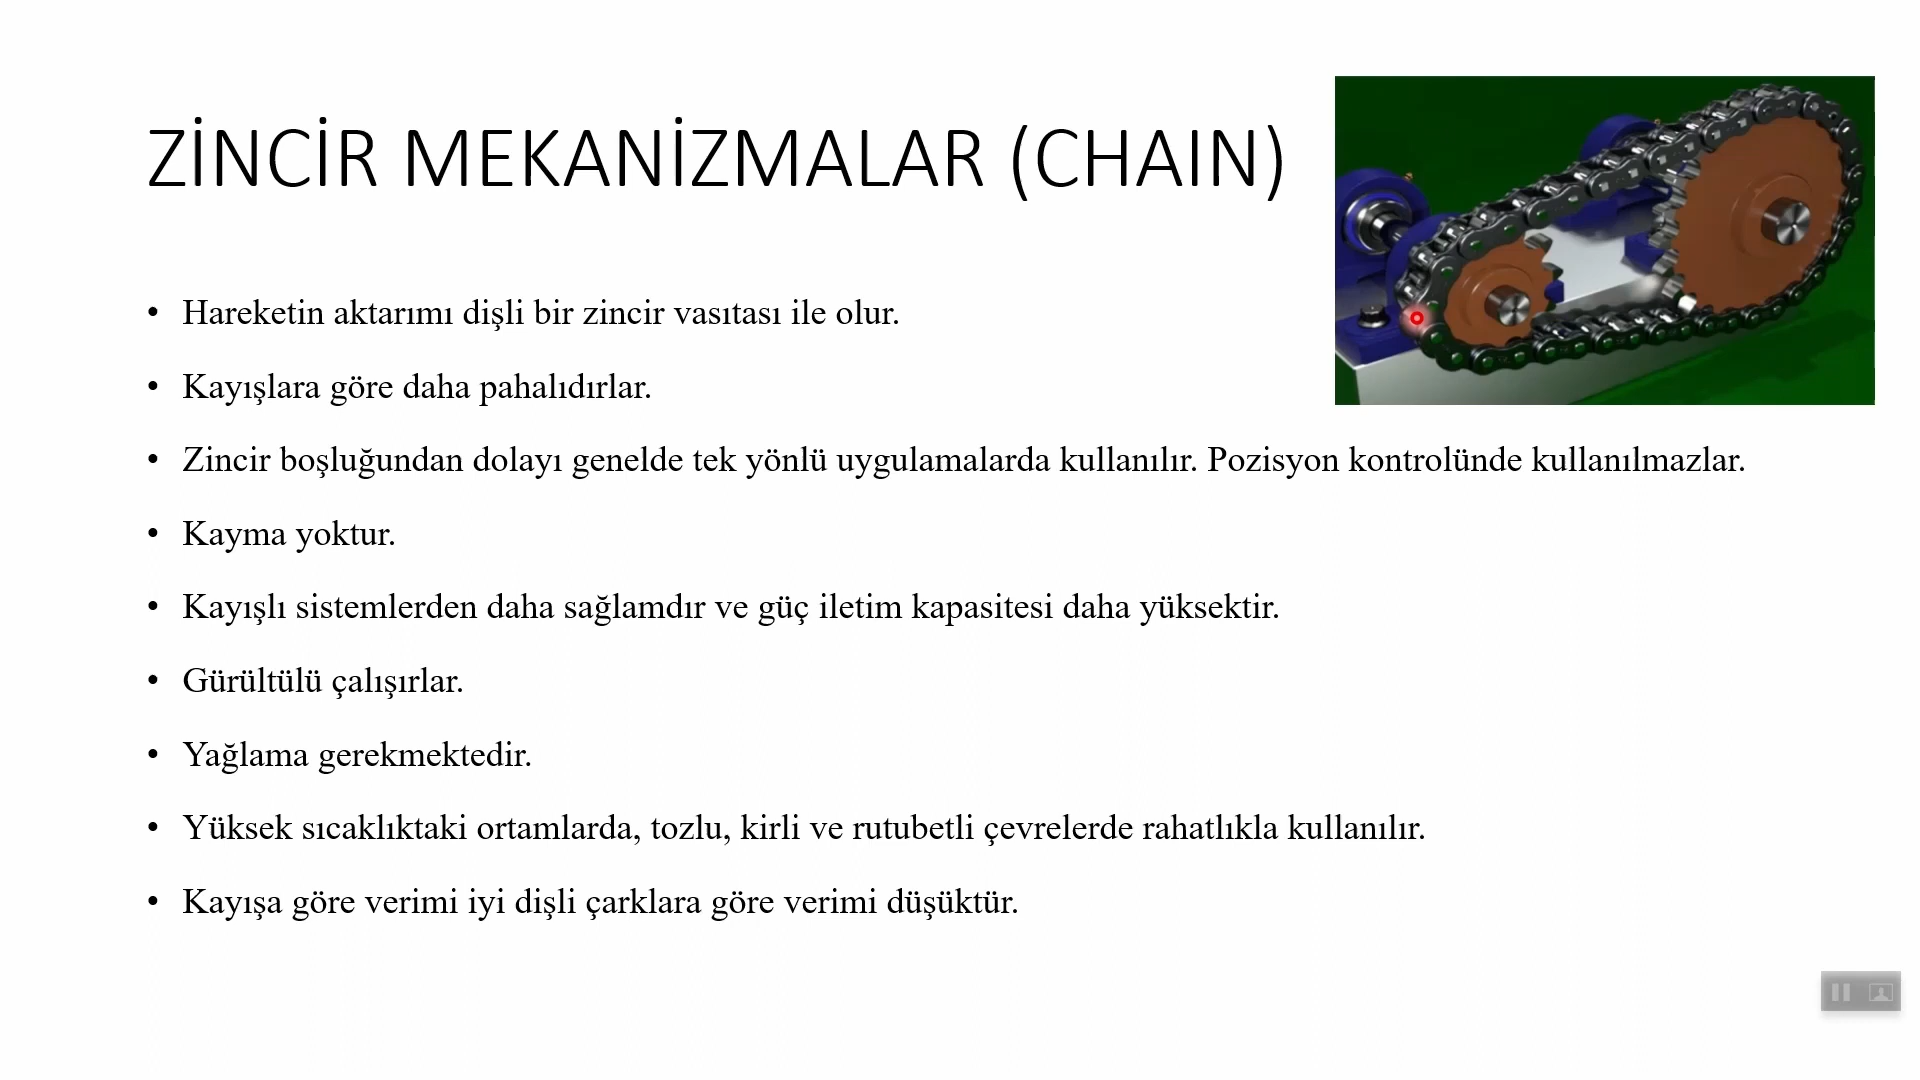 ZİNCİR MEKANİZMALAR (CHAIN)
• Hareketin aktarımı dişli bir zincir vasıtası ile olur.
• Kayışlara göre daha pahalıdırlar.
• Zincir boşluğundan dolayı genelde tek yönlü uygulamalarda kullanılır. Pozisyon kontrolünde kullanılmazlar.
• Kayma yoktur.
• Kayışlı sistemlerden daha sağlamdır ve güç iletim kapasitesi daha yüksektir.
• Gürültülü çalışırlar.
• Yağlama gerekmektedir.
• Yüksek sıcaklıktaki ortamlarda, tozlu, kirli ve rutubetli çevrelerde rahatlıkla kullanılır.
• Kayışa göre verimi iyi dişli çarklara göre verimi düşüktür.